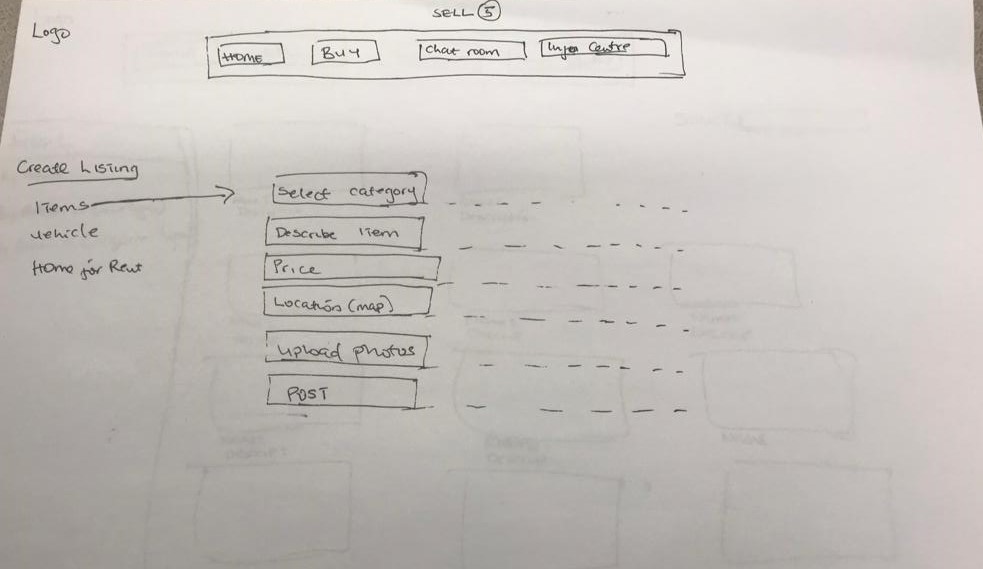 SELL 5
Logo
HOME
BUY
Chat room
Centre
Create Listing
Items
vehicle
Home for Rent
Select category
Describe Item
Price
Location (map)
upload photos
POST